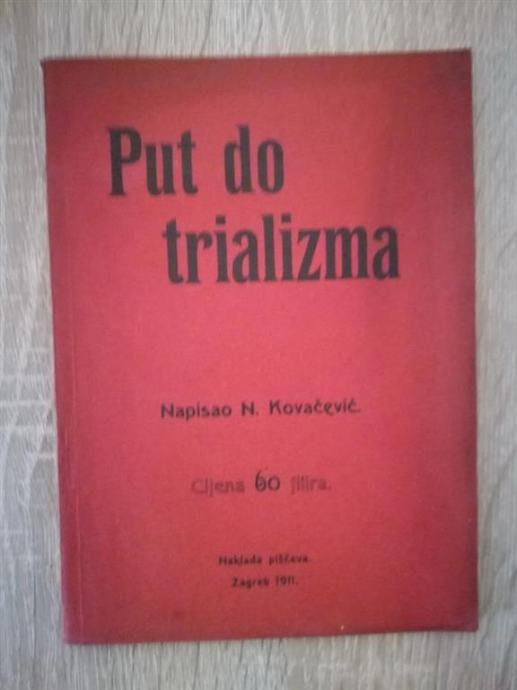 Put do
trializma
Napisao N. Kovačević.
Cijena 60 filira.
Naklada piščeva.
Zagreb 1911.